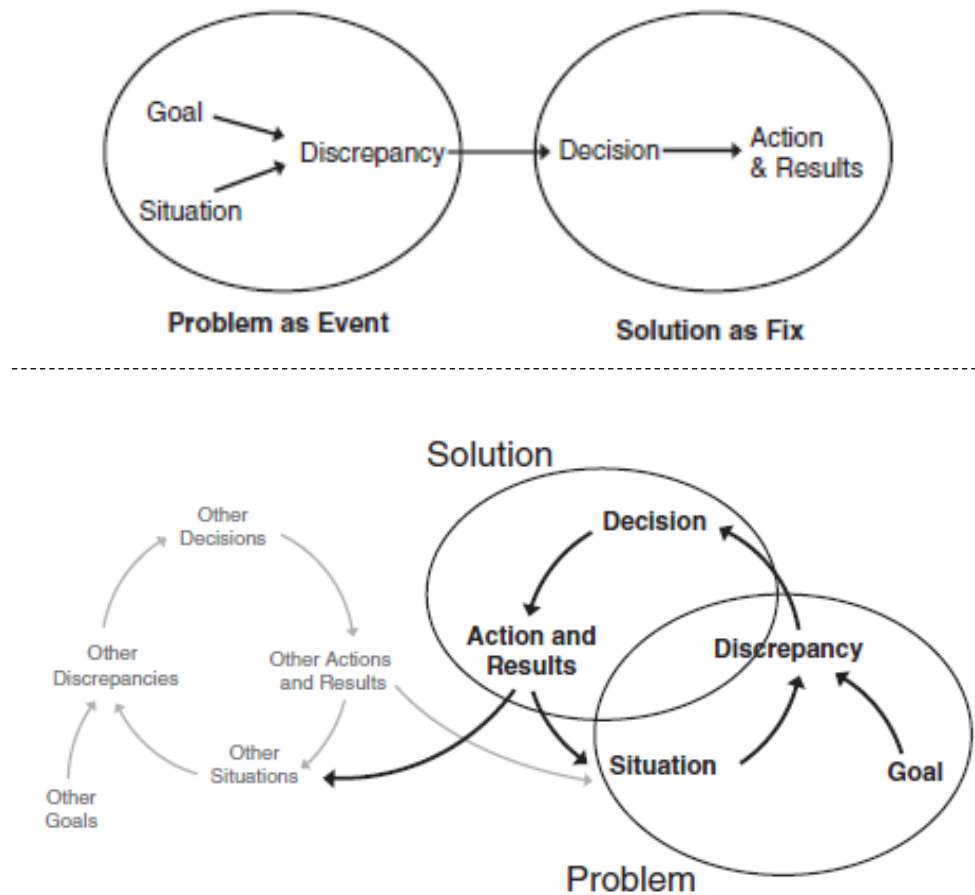 Goal
Situation
Discrepancy
Decision
Action
& Results
Problem as Event
Solution as Fix
Solution
Decision
Action and
Results
Discrepancy
Situation
Goal
Problem
Other
Decisions
Other
Discrepancies
Other Actions
and Results
Other
Situations
Other
Goals